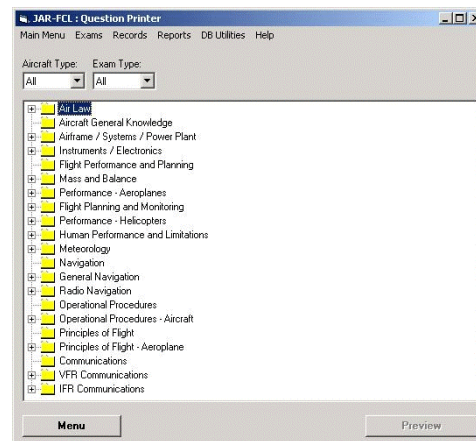 JAR-FCL : Question Printer
Main Menu Exams Records Reports DB Utilities Help
Aircraft Type: Exam Type:
All All
Air Law
Aircraft General Knowledge
Airframe / Systems / Power Plant
Instruments / Electronics
Flight Performance and Planning
Mass and Balance
Performance - Aeroplanes
Flight Planning and Monitoring
Performance - Helicopters
Human Performance and Limitations
Meteorology
Navigation
General Navigation
Radio Navigation
Operational Procedures
Operational Procedures - Aircraft
Principles of Flight
Principles of Flight - Aeroplane
Communications
VFR Communications
IFR Communications
Menu Preview